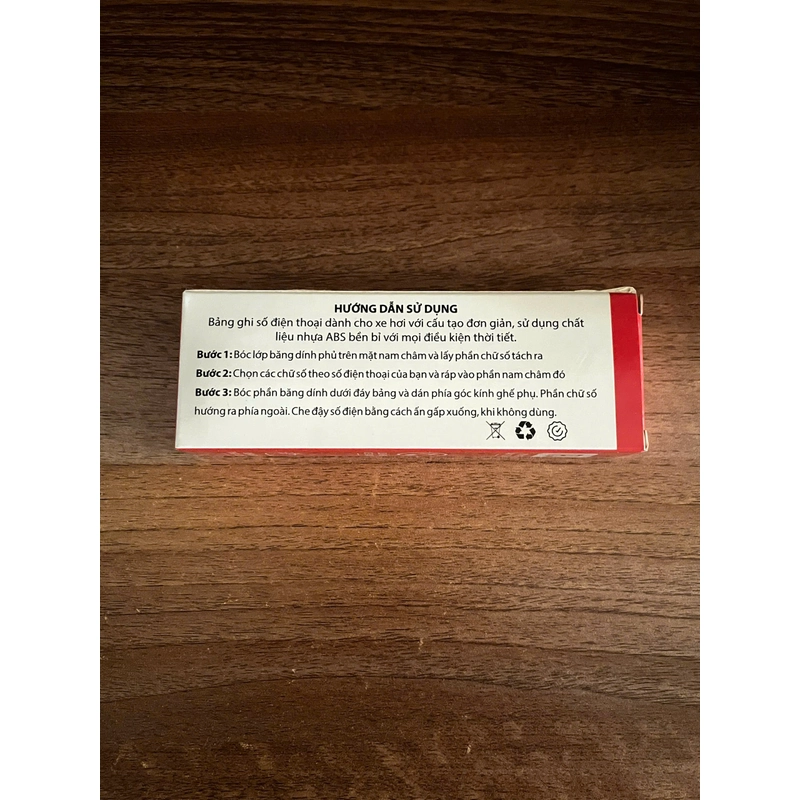 HƯỚNG DẪN SỬ DỤNG
Bảng ghi số điện thoại dành cho xe hơi với cấu tạo đơn giản, sử dụng chất
liệu nhựa ABS bền bỉ với mọi điều kiện thời tiết.
Bước 1: Bóc lớp băng dính phủ trên mặt nam châm và lấy phần chữ số tách ra
Bước 2: Chọn các chữ số theo số điện thoại của bạn và ráp vào phần nam châm đó
Bước 3: Bóc phần băng dính dưới đáy bảng và dán phía góc kính ghế phụ. Phần chữ số
hướng ra phía ngoài. Che đậy số điện bằng cách ấn gấp xuống, khi không dùng.